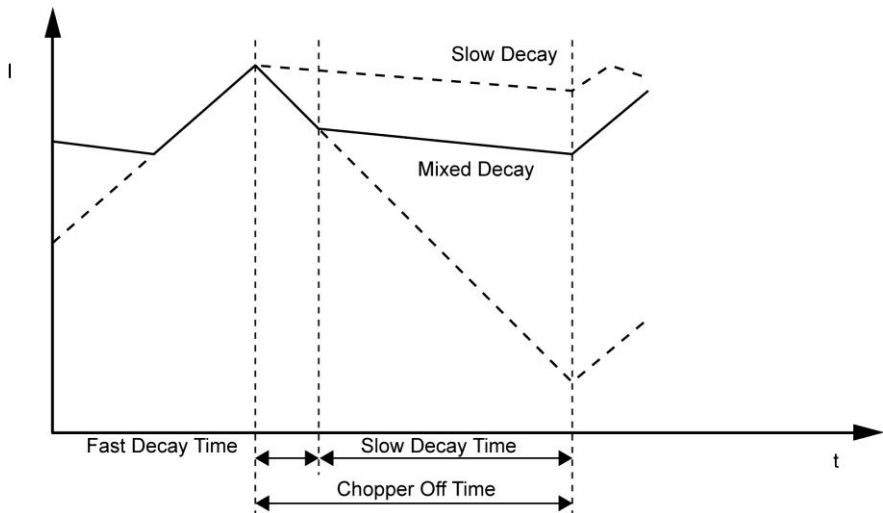 Slow Decay
I
Mixed Decay
Fast Decay Time
Slow Decay Time
t
Chopper Off Time